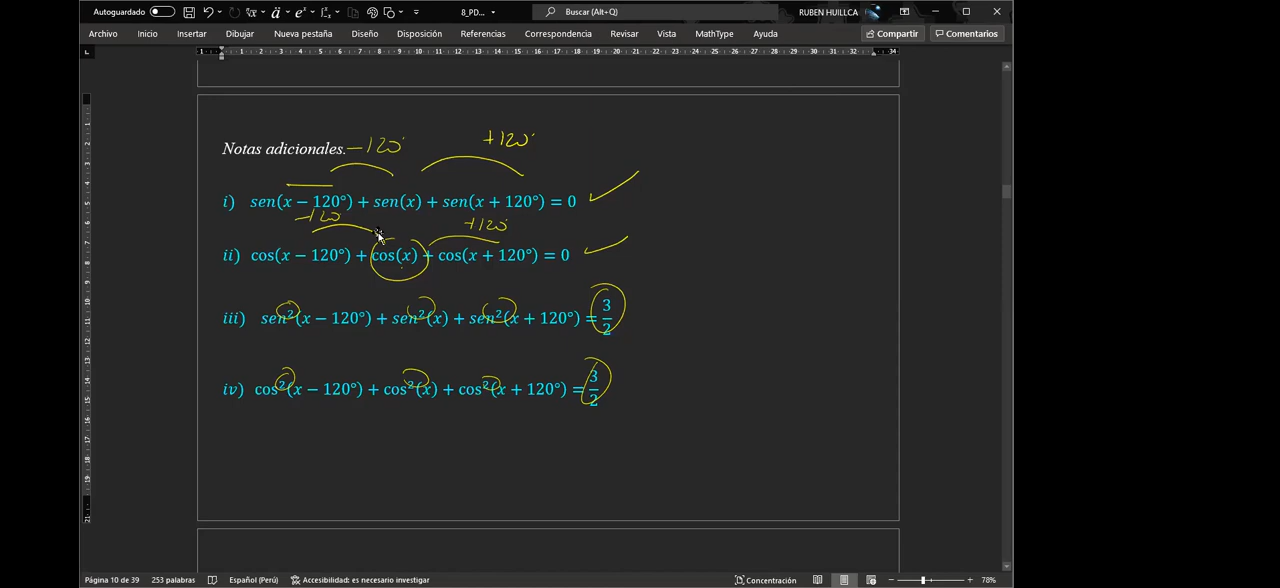 Autoguardado
8_PD...
Buscar (Alt+Q)
RUBEN HUILLCA
Archivo Inicio Insertar Dibujar Nueva pestaña Diseño Disposición Referencias Correspondencia Revisar Vista MathType Ayuda Compartir Comentarios
Notas adicionales. −120° +120°
i) sen(x − 120°) + sen(x) + sen(x + 120°) = 0
−120° +120°
ii) cos(x − 120°) + cos(x) + cos(x + 120°) = 0
iii) sen²(x − 120°) + sen²(x) + sen²(x + 120°) = 3/2
iv) cos²(x − 120°) + cos²(x) + cos²(x + 120°) = 3/2
Página 10 de 39 253 palabras Español (Perú) Accesibilidad: es necesario investigar Concentración 78%